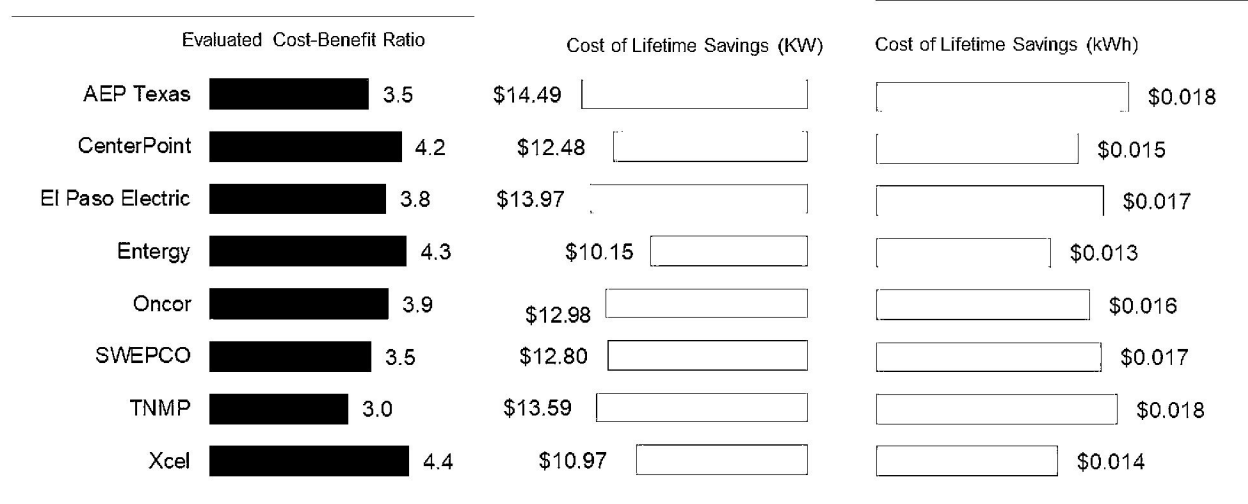 Evaluated Cost-Benefit Ratio Cost of Lifetime Savings (KW) Cost of Lifetime Savings (kWh)
AEP Texas 3.5 $14.49 $0.018
CenterPoint 4.2 $12.48 $0.015
El Paso Electric 3.8 $13.97 $0.017
Entergy 4.3 $10.15 $0.013
Oncor 3.9 $12.98 $0.016
SWEPCO 3.5 $12.80 $0.017
TNMP 3.0 $13.59 $0.018
Xcel 4.4 $10.97 $0.014